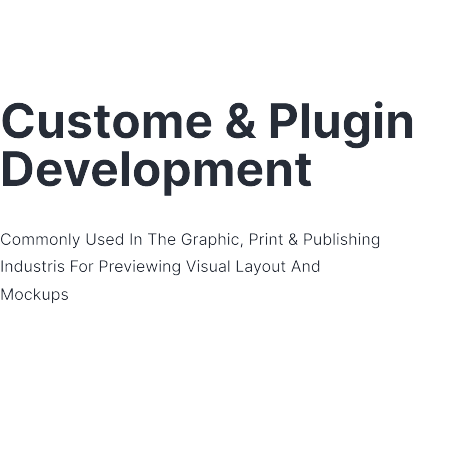 Custome & Plugin
Development
Commonly Used In The Graphic, Print & Publishing
Industris For Previewing Visual Layout And
Mockups